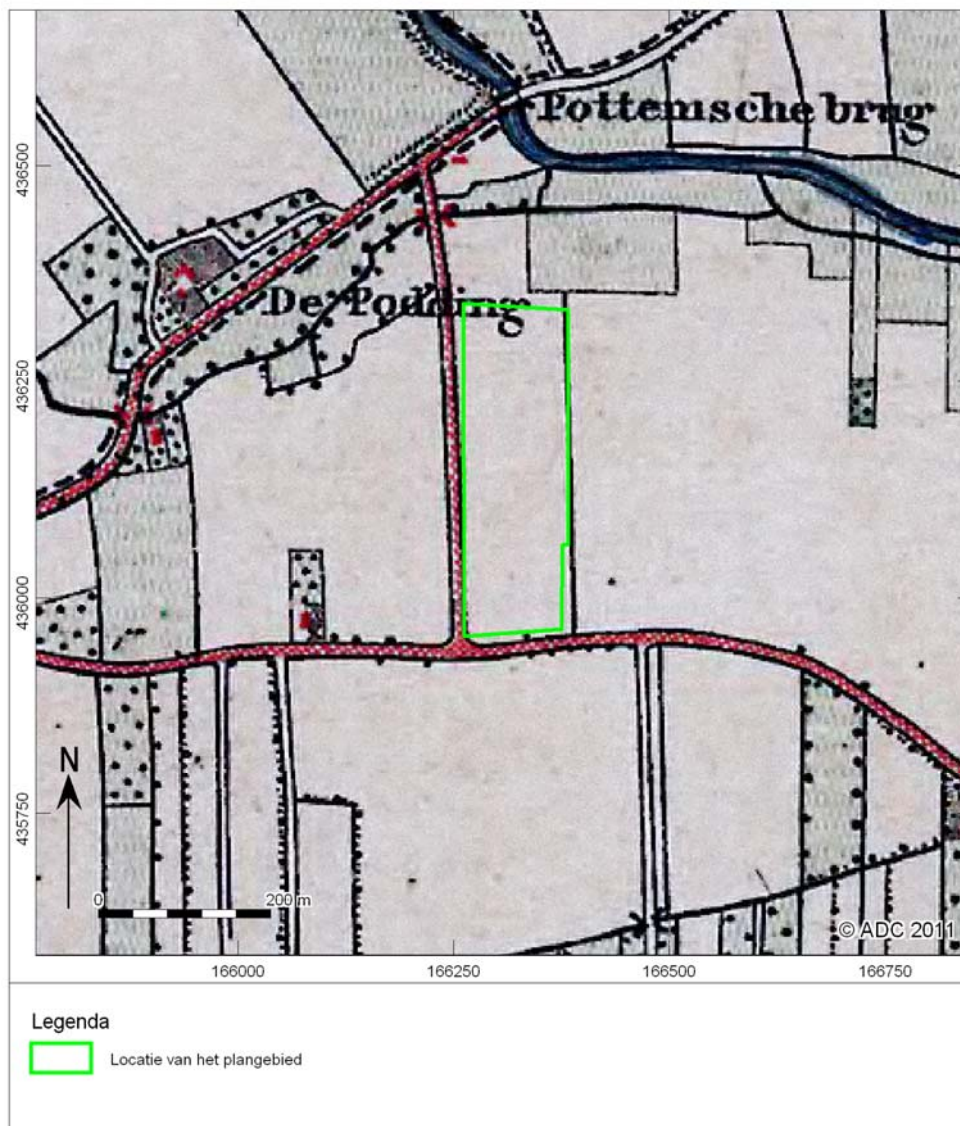 Pottemsche brug
436500
De Podding
436250
436000
435750
N
0 200 m
© ADC 2011
166000 166250 166500 166750
Legenda
Locatie van het plangebied